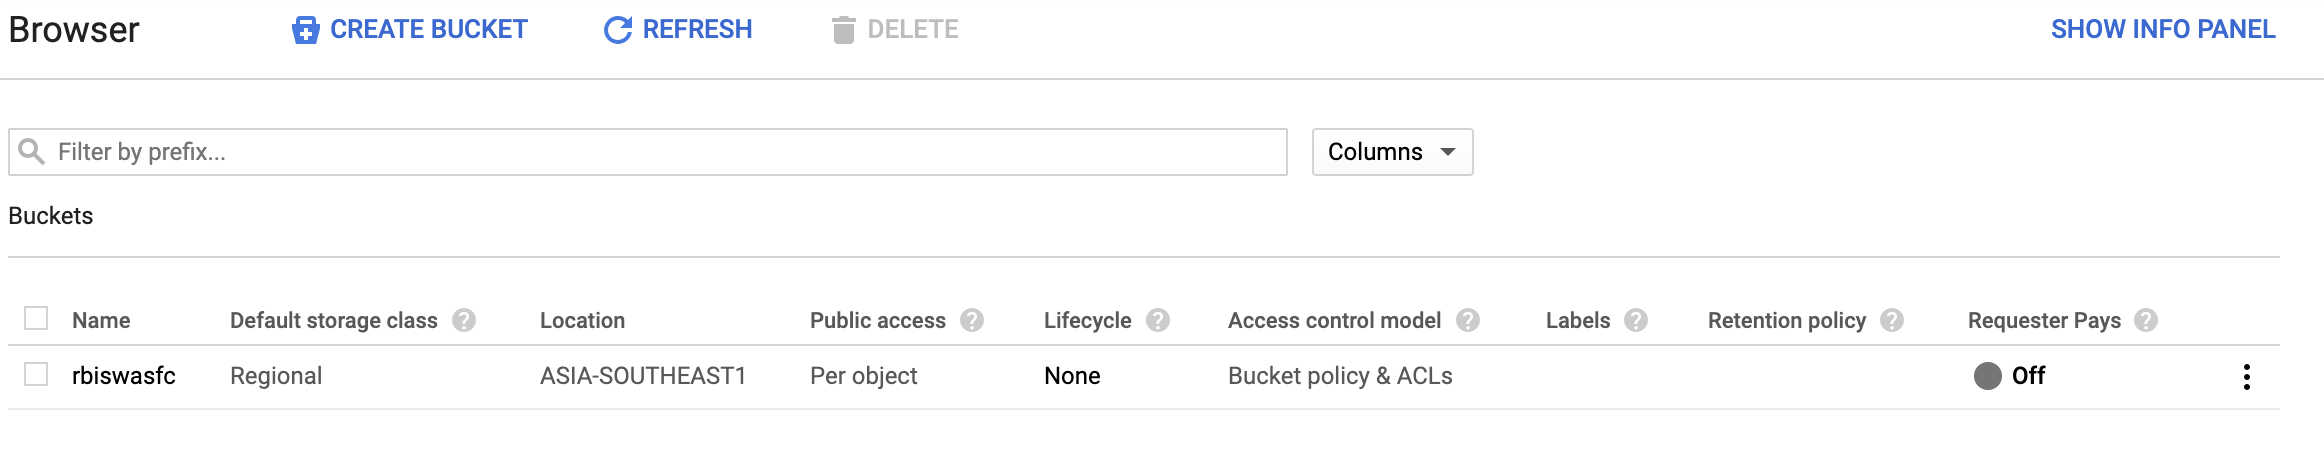 Browser CREATE BUCKET REFRESH DELETE SHOW INFO PANEL
Filter by prefix... Columns
Buckets
Name Default storage class ? Location Public access ? Lifecycle ? Access control model ? Labels ? Retention policy ? Requester Pays ?
rbiswasfc Regional ASIA-SOUTHEAST1 Per object None Bucket policy & ACLs Off